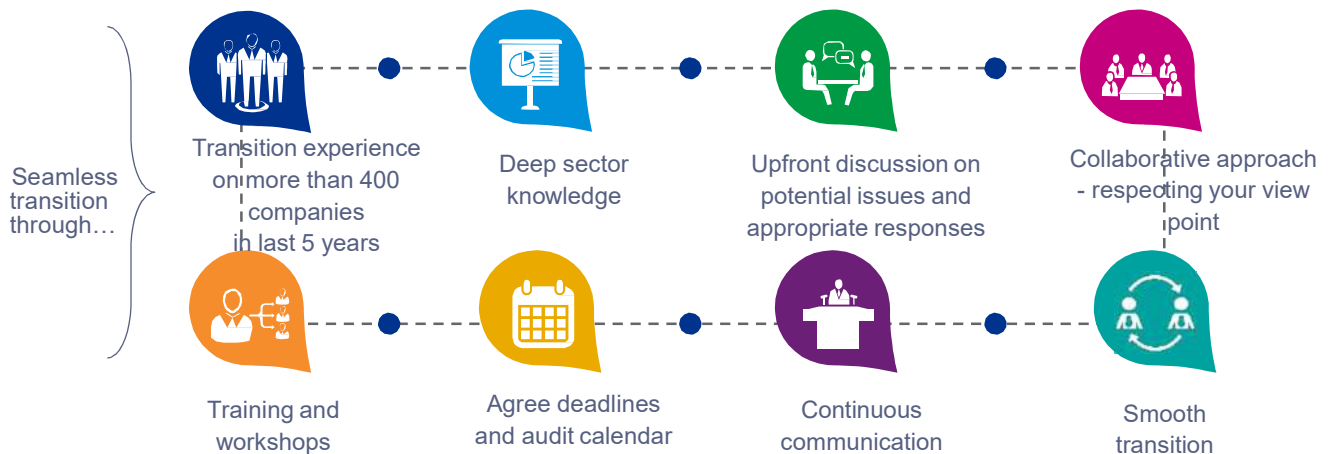 Seamless
transition
through…
Transition experience
on more than 400
companies
in last 5 years
Deep sector
knowledge
Upfront discussion on
potential issues and
appropriate responses
Collaborative approach
- respecting your view
point
Training and
workshops
Agree deadlines
and audit calendar
Continuous
communication
Smooth
transition